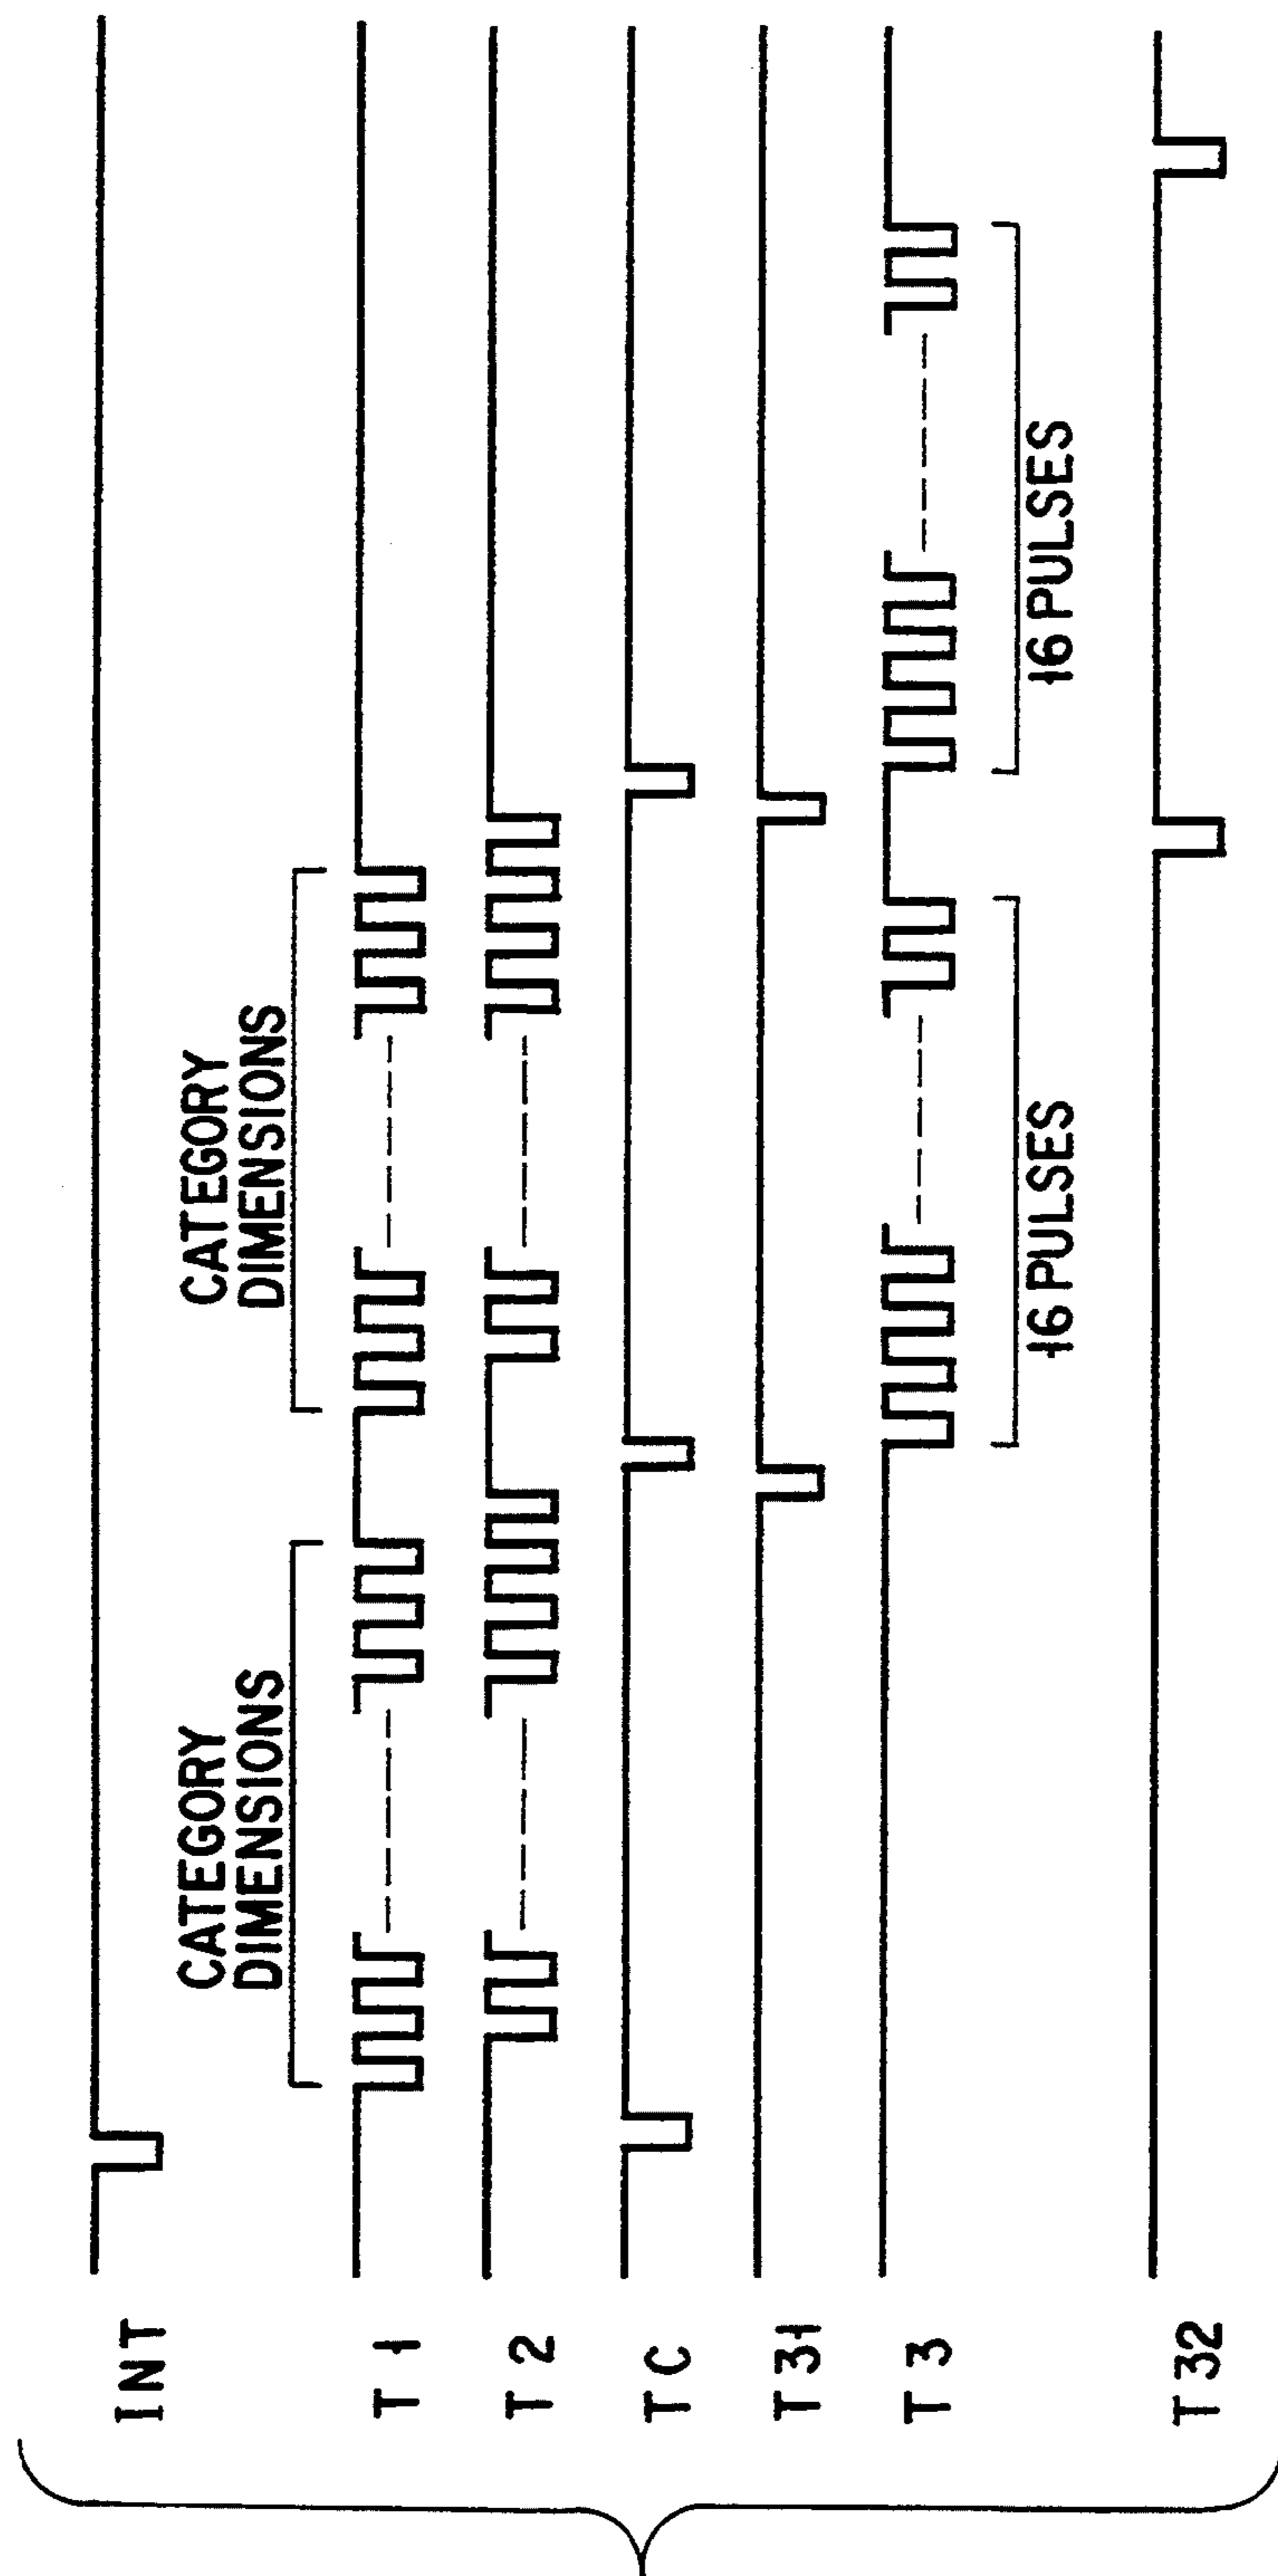 INT
CATEGORY
DIMENSIONS
CATEGORY
DIMENSIONS
T1
T2
TC
T31
T3
16 PULSES
16 PULSES
T32